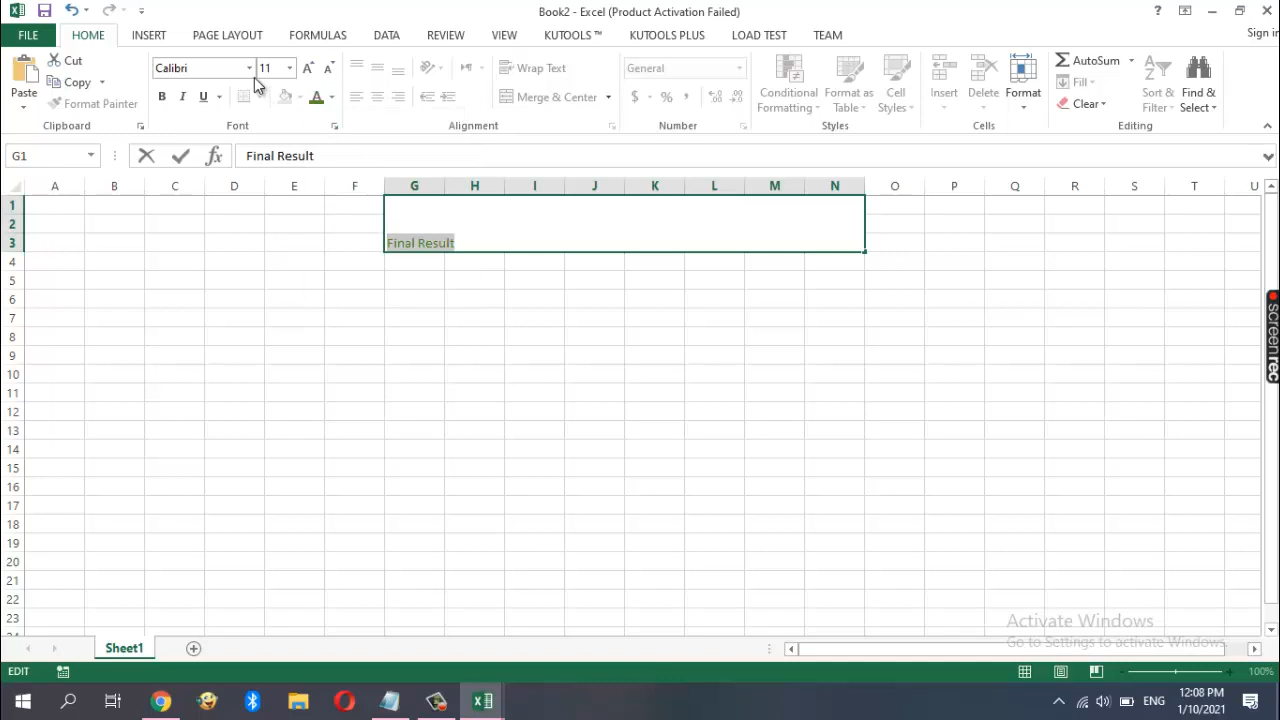 Book2 - Excel (Product Activation Failed)
Sign in
FILE HOME INSERT PAGE LAYOUT FORMULAS DATA REVIEW VIEW KUTOOLS ™ KUTOOLS PLUS LOAD TEST TEAM
Paste Cut Copy Format Painter
Clipboard
Calibri 11
B I U A
Font
Wrap Text
Merge & Center
Alignment
General
$ % ,
Number
Conditional Formatting Format as Table Cell Styles
Styles
Insert Delete Format
Cells
AutoSum
Fill
Clear
Sort & Filter Find & Select
Editing
G1 fx Final Result
A B C D E F G H I J K L M N O P Q R S T U
1
2
3 Final Result
4
5
6
7
8
9
10
11
12
13
14
15
16
17
18
19
20
21
22
23
24
screenrec
Activate Windows
Go to Settings to activate Windows.
Sheet1
EDIT 100%
ENG 12:08 PM
1/10/2021